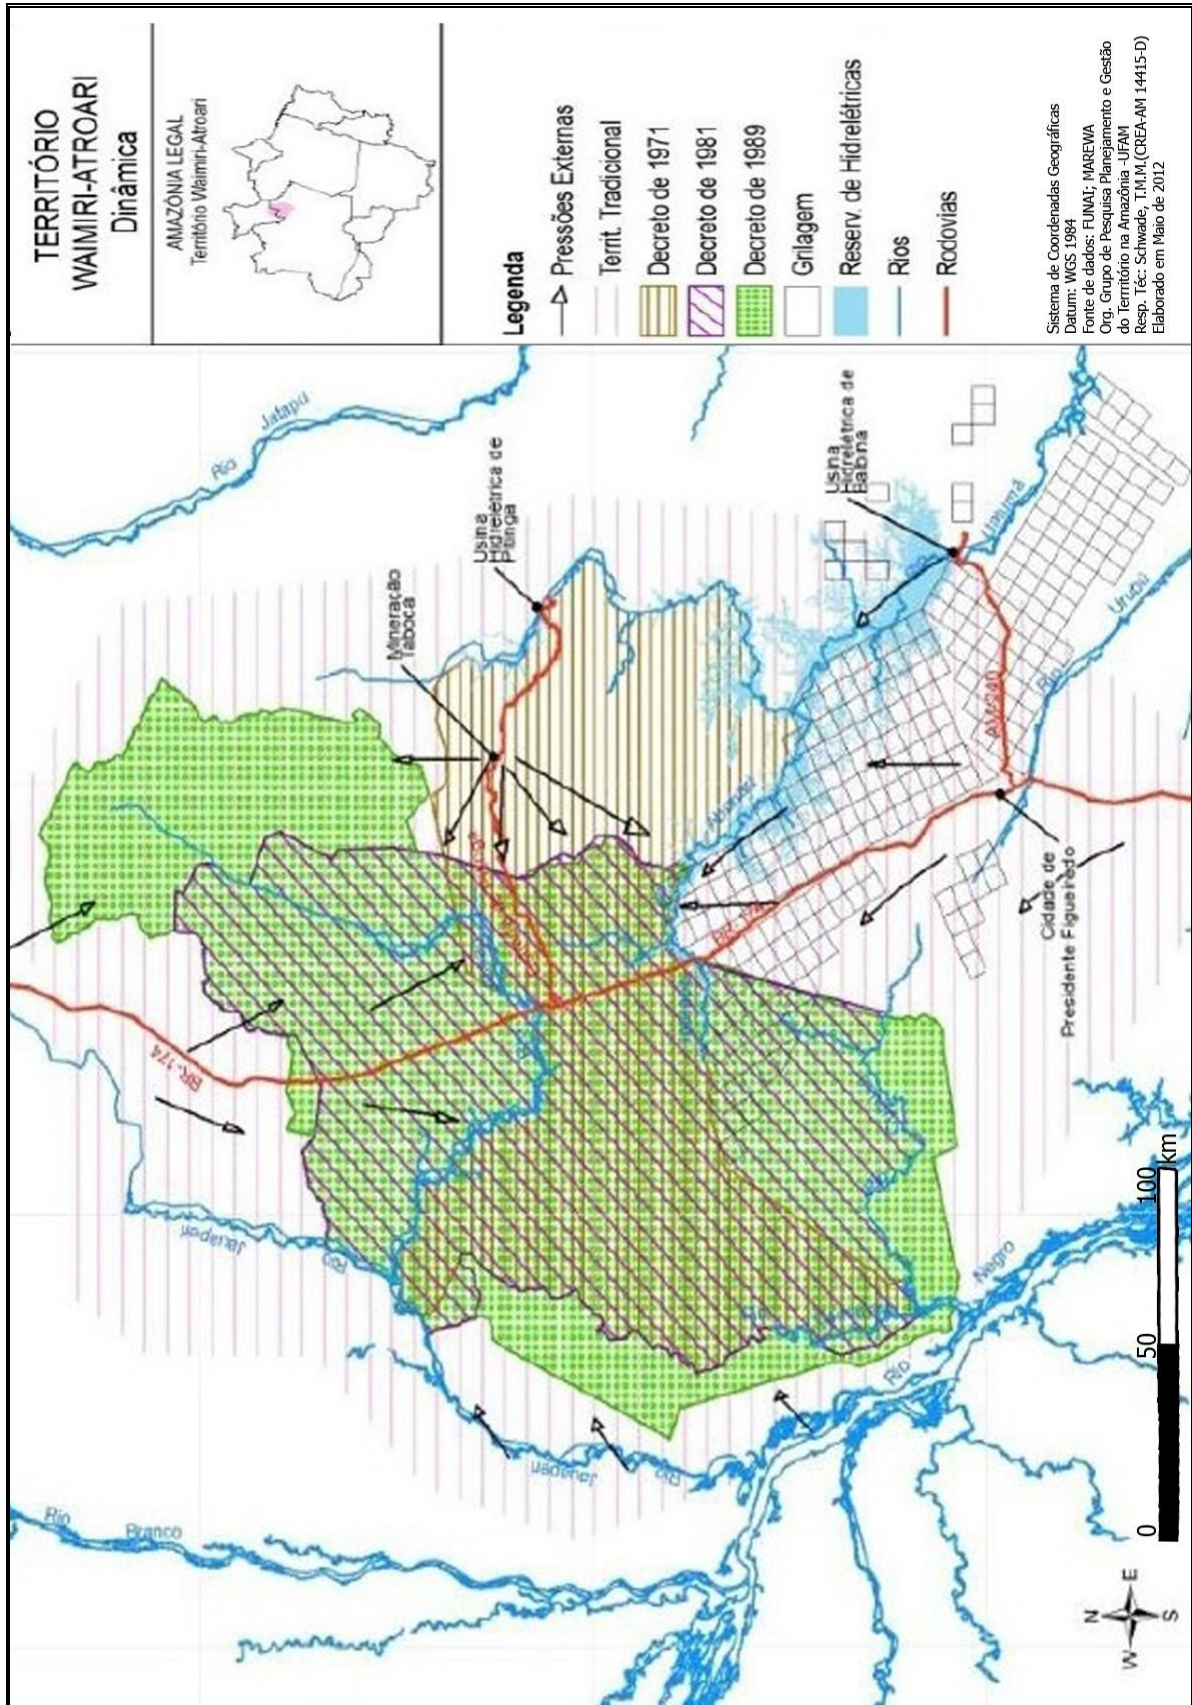 TERRITÓRIO
WAIMIRI-ATROARI
Dinâmica
AMAZÔNIA LEGAL
Território Waimiri-Atroari
Legenda
Pressões Externas
Territ. Tradicional
Decreto de 1971
Decreto de 1981
Decreto de 1989
Grilagem
Reserv. de Hidrelétricas
Rios
Rodovias
Sistema de Coordenadas Geográficas
Datum: WGS 1984
Fonte de dados: FUNAI; MAREWA
Org. Grupo de Pesquisa Planejamento e Gestão
do Território na Amazônia -UFAM
Resp. Téc: Schwade, T.M.M.(CREA-AM 14415-D)
Elaborado em Maio de 2012
Rio
Jatapú
Usina
Hidrelétrica de
Pitinga
Mineração
Taboca
Usina
Hidrelétrica de
Balbina
Uatumã
Rio
Urubuí
AM-240
BR-174
Cidade de
Presidente Figueiredo
BR-174
Rio
Jauaperi
Rio
Jauaperi
Rio
Negro
Rio
Branco
0
50
100
km
N
E
S
W